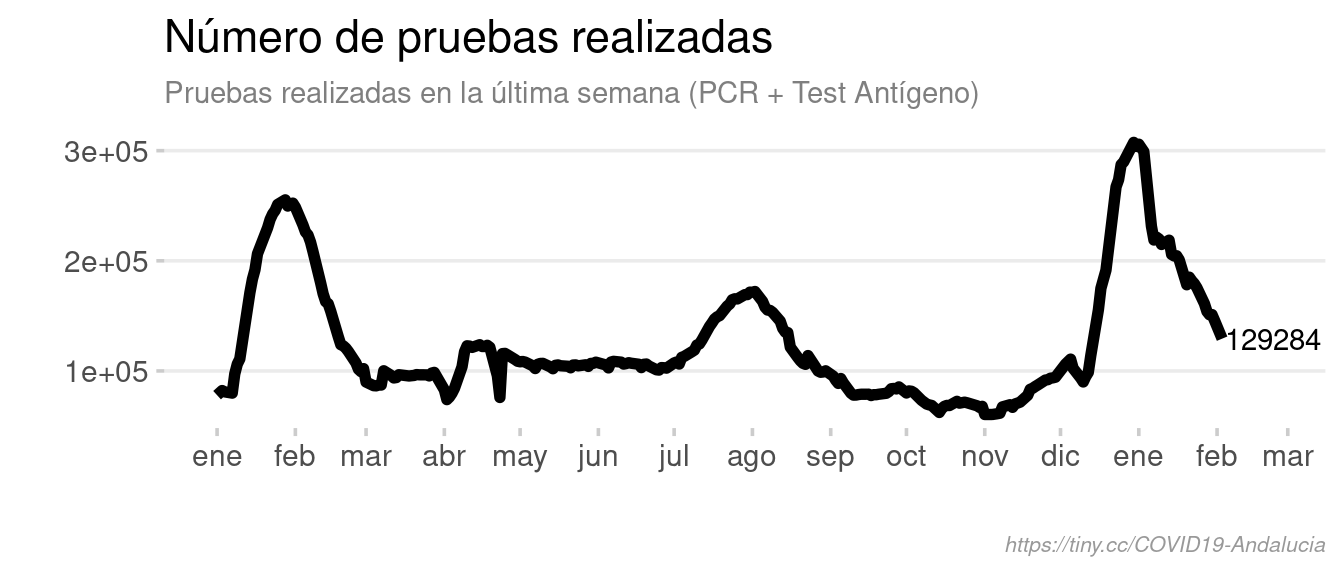 Número de pruebas realizadas
Pruebas realizadas en la última semana (PCR + Test Antígeno)
3e+05
2e+05
1e+05
129284
ene feb mar abr may jun jul ago sep oct nov dic ene feb mar
https://tiny.cc/COVID19-Andalucia